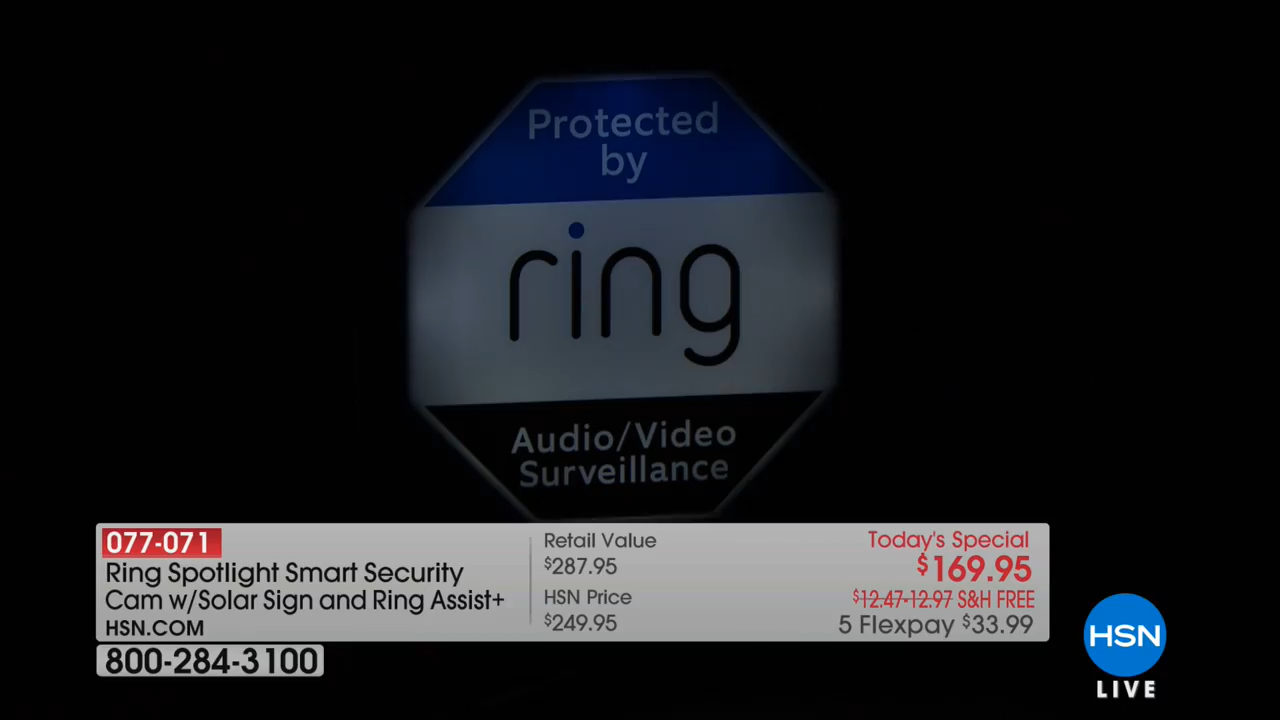 Protected
by
ring
Audio/Video
Surveillance
077-071
Ring Spotlight Smart Security
Cam w/Solar Sign and Ring Assist+
HSN.COM
800-284-3100
Retail Value
$287.95
HSN Price
$249.95
Today's Special
$169.95
$12.47-12.97 S&H FREE
5 Flexpay $33.99
HSN
LIVE